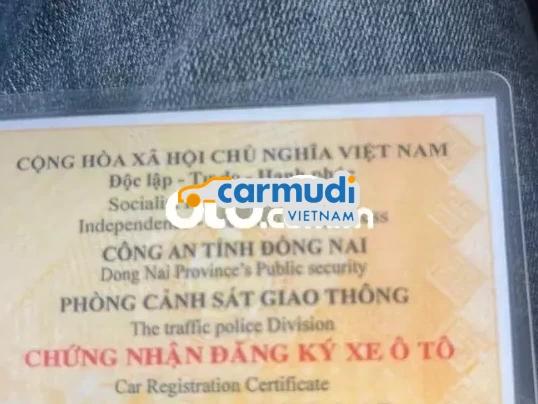 CỘNG HÒA XÃ HỘI CHỦ NGHĨA VIỆT NAM
Độc lập - Tự do - Hạnh
Socialis
carmudi
VIETNAM
Independence
CÔNG AN TỈNH ĐỒNG NAI
Dong Nai Province's Public security
PHÒNG CẢNH SÁT GIAO THÔNG
The traffic police Division
CHỨNG NHẬN ĐĂNG KÝ XE Ô TÔ
Car Registration Certificate